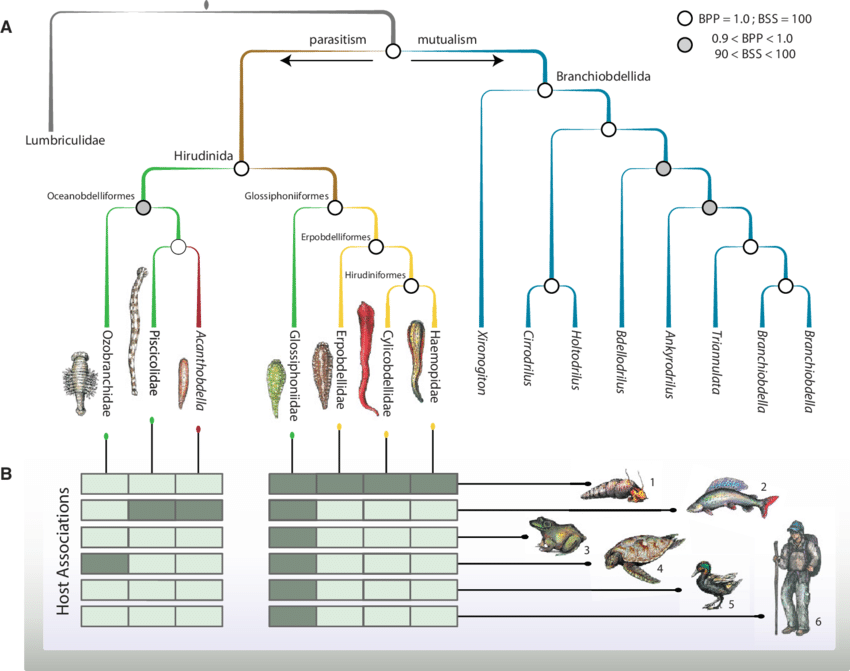 A
BPP = 1.0 ; BSS = 100
0.9 < BPP < 1.0
90 < BSS < 100
parasitism
mutualism
Branchiobdellida
Lumbriculidae
Hirudinida
Oceanobdelliformes
Glossiphoniiformes
Erpobdelliformes
Hirudiniformes
Ozobranchidae
Piscicolidae
Acanthobdella
Glossiphoniidae
Erpobdellidae
Cylicobdellidae
Haemopidae
Xironogiton
Cirrodrilus
Holtodrilus
Bdellodrilus
Ankyrodrilus
Triannulata
Branchiobdella
Branchiobdella
B
Host Associations
1
2
3
4
5
6